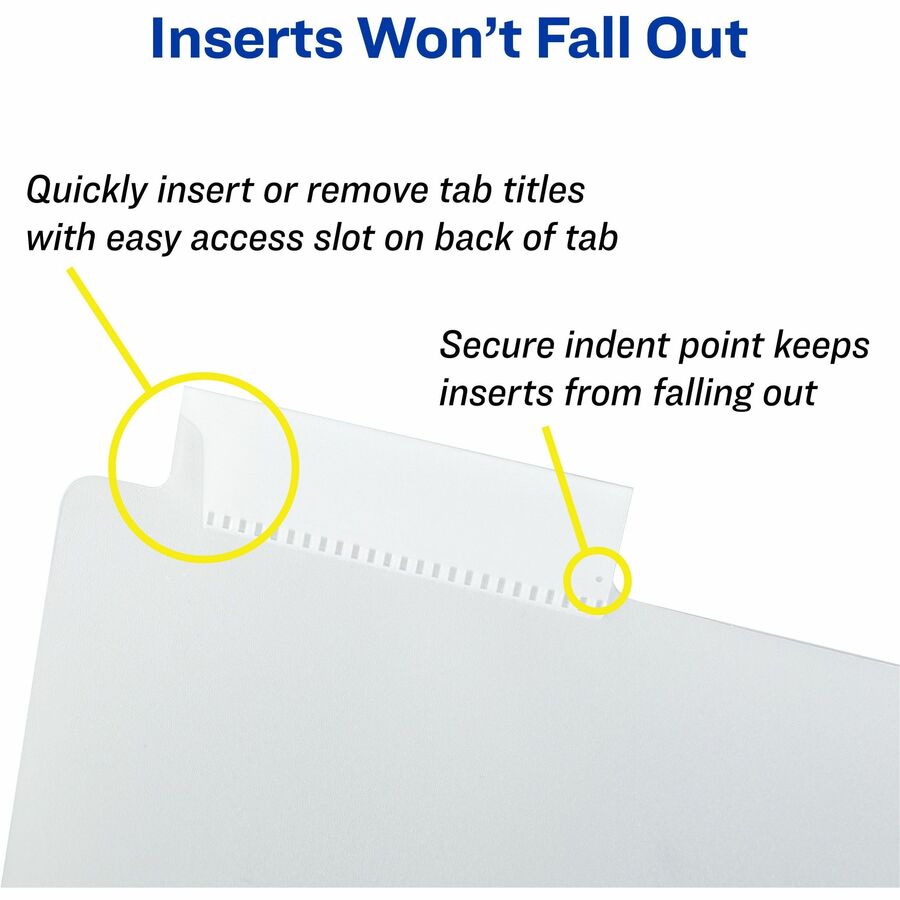 Inserts Won’t Fall Out
Quickly insert or remove tab titles
with easy access slot on back of tab
Secure indent point keeps
inserts from falling out